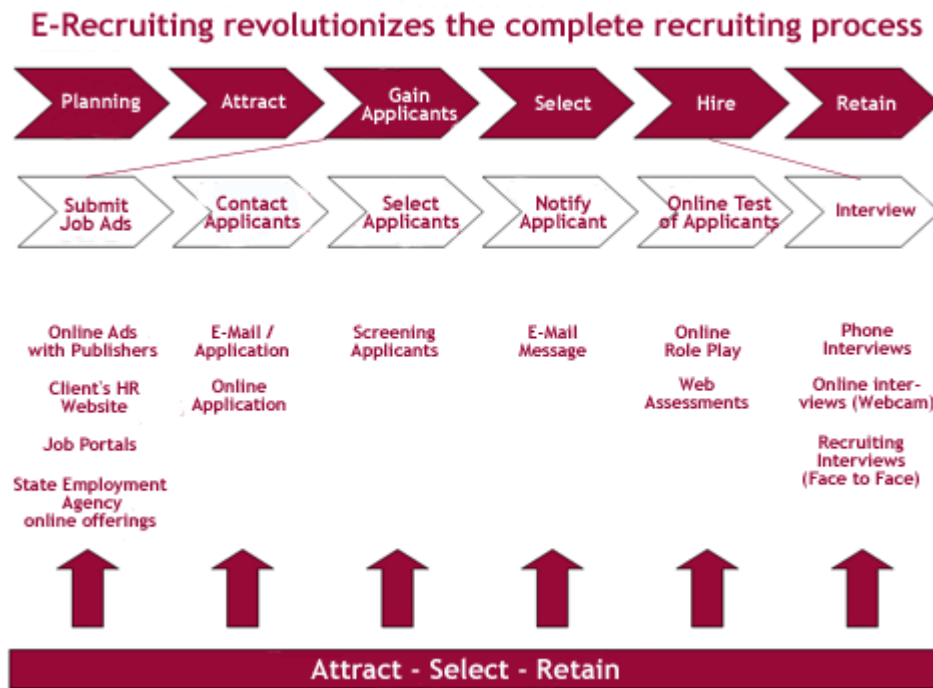 E-Recruiting revolutionizes the complete recruiting process
Planning
Attract
Gain
Applicants
Select
Hire
Retain
Submit
Job Ads
Contact
Applicants
Select
Applicants
Notify
Applicant
Online Test
of Applicants
Interview
Online Ads
with Publishers
Client's HR
Website
Job Portals
State Employment
Agency
online offerings
E-Mail /
Application
Online
Application
Screening
Applicants
E-Mail
Message
Online
Role Play
Web
Assessments
Phone
Interviews
Online inter-
views (Webcam)
Recruiting
Interviews
(Face to Face)
Attract - Select - Retain